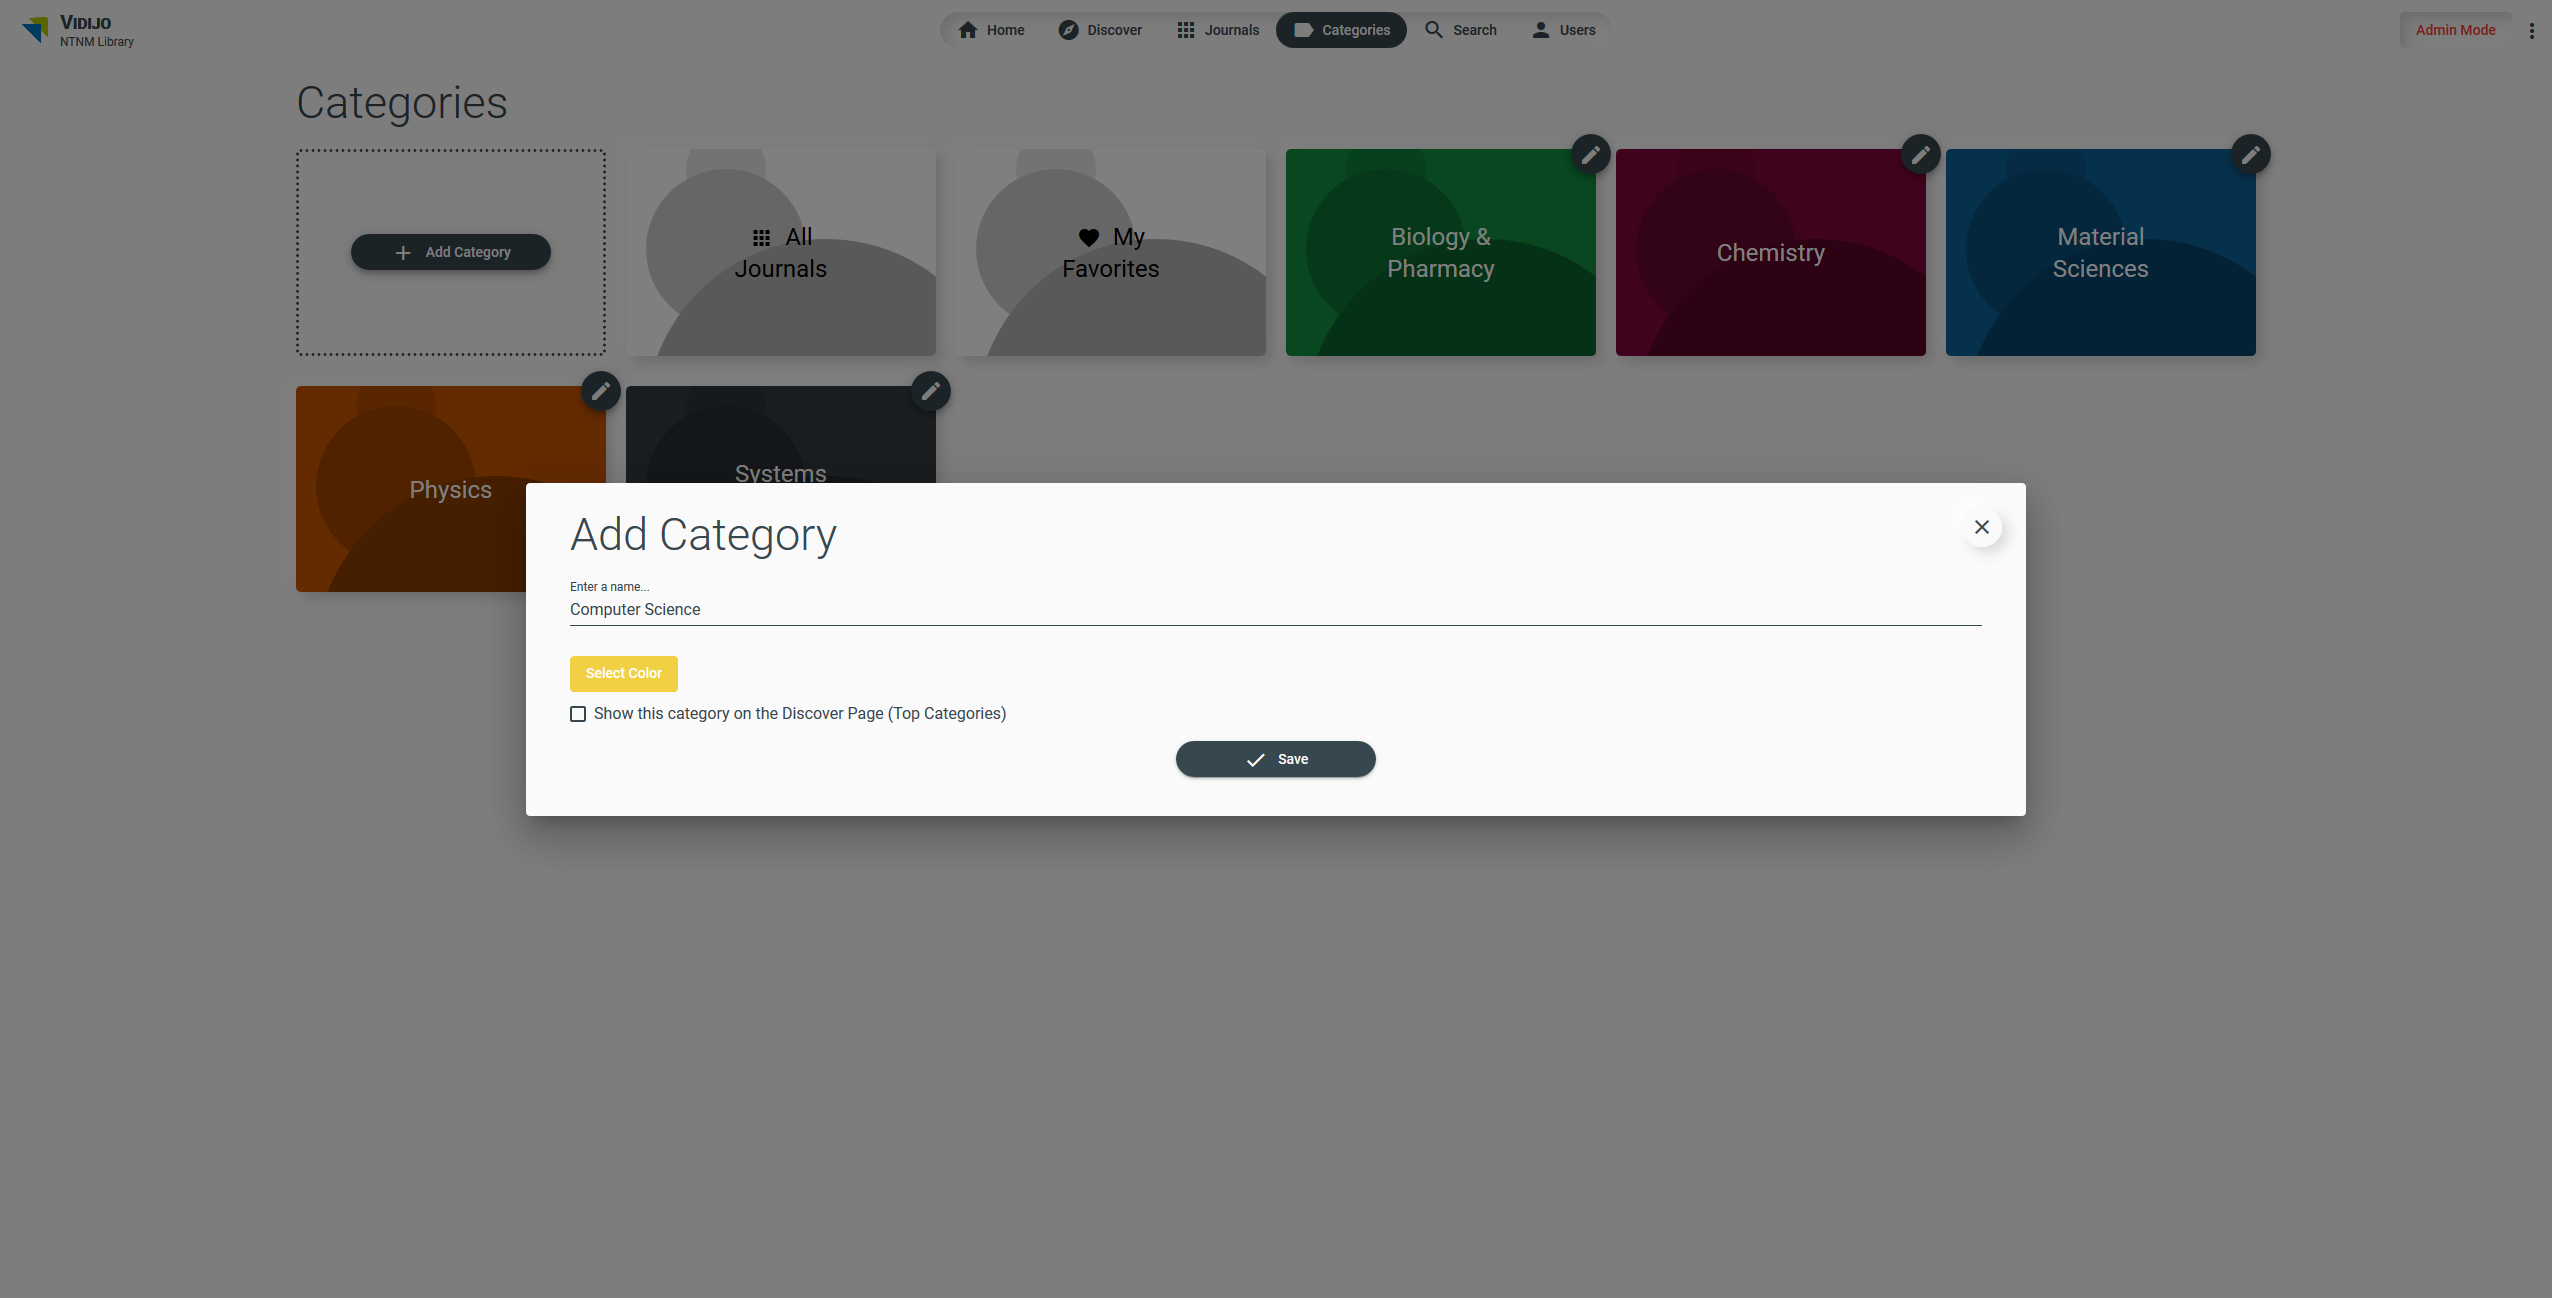 VIDIJO
NTNM Library
Home
Discover
Journals
Categories
Search
Users
Admin Mode
Categories
Add Category
All
Journals
My
Favorites
Biology &
Pharmacy
Chemistry
Material
Sciences
Physics
Systems
Add Category
Enter a name...
Computer Science
Select Color
Show this category on the Discover Page (Top Categories)
Save